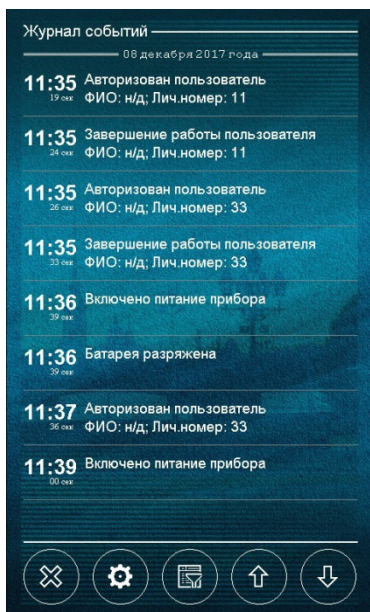 Журнал событий
08 декабря 2017 года
11:35 Авторизован пользователь
19 сек ФИО: н/д; Лич.номер: 11
11:35 Завершение работы пользователя
24 сек ФИО: н/д; Лич.номер: 11
11:35 Авторизован пользователь
26 сек ФИО: н/д; Лич.номер: 33
11:35 Завершение работы пользователя
33 сек ФИО: н/д; Лич.номер: 33
11:36 Включено питание прибора
39 сек
11:36 Батарея разряжена
39 сек
11:37 Авторизован пользователь
36 сек ФИО: н/д; Лич.номер: 33
11:39 Включено питание прибора
00 сек